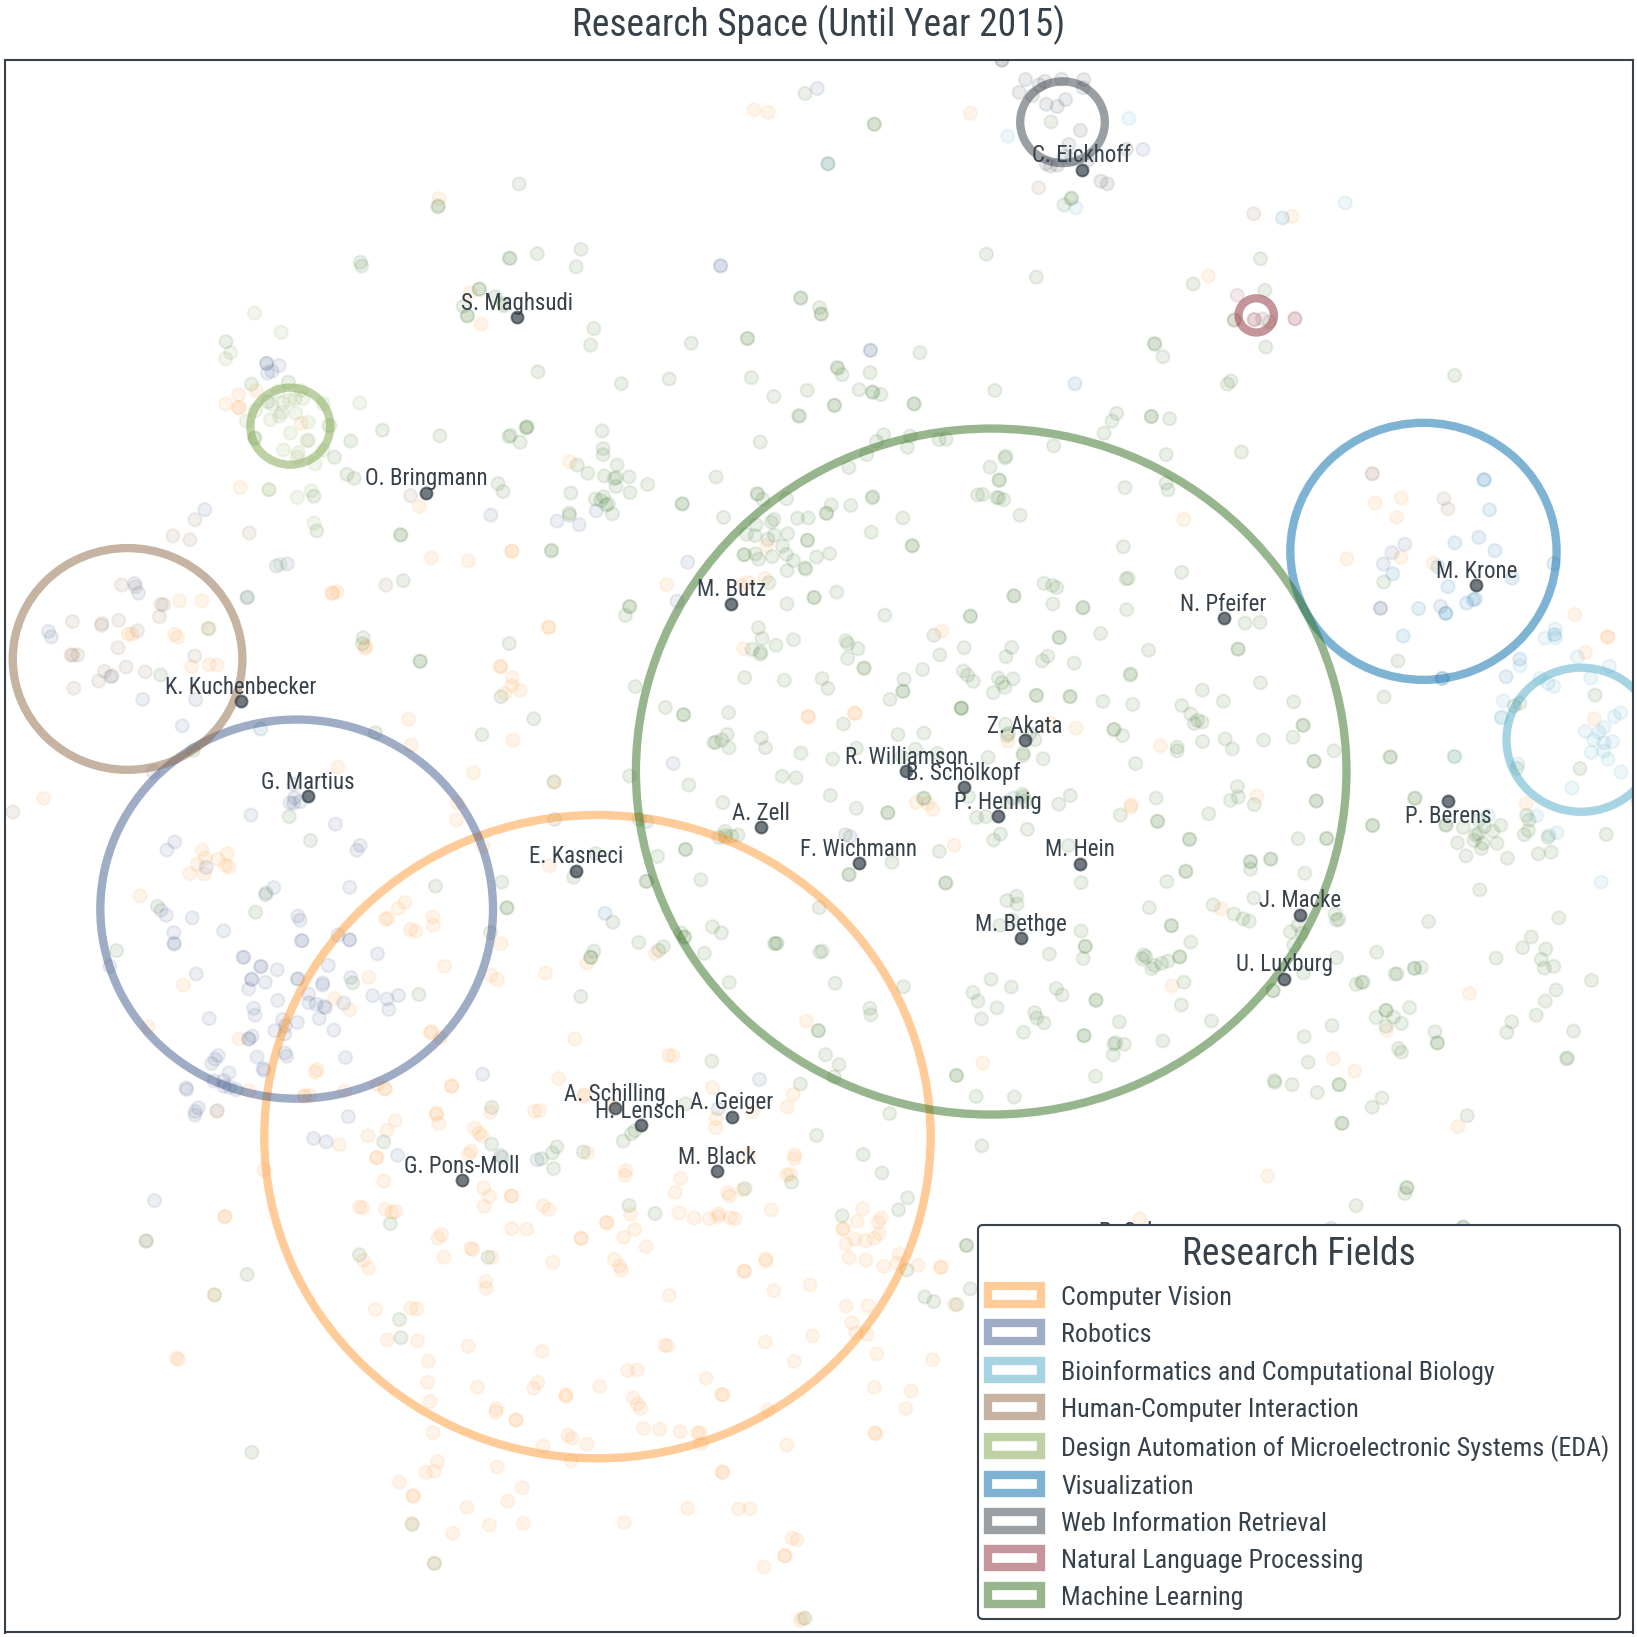 Research Space (Until Year 2015)
C. Eickhoff
S. Maghsudi
O. Bringmann
M. Krone
M. Butz
N. Pfeifer
K. Kuchenbecker
Z. Akata
R. Williamson
B. Schölkopf
G. Martius
P. Hennig
A. Zell
P. Berens
F. Wichmann
M. Hein
E. Kasneci
J. Macke
M. Bethge
U. Luxburg
A. Schilling
H. Lensch
A. Geiger
M. Black
G. Pons-Moll
Research Fields
Computer Vision
Robotics
Bioinformatics and Computational Biology
Human-Computer Interaction
Design Automation of Microelectronic Systems (EDA)
Visualization
Web Information Retrieval
Natural Language Processing
Machine Learning